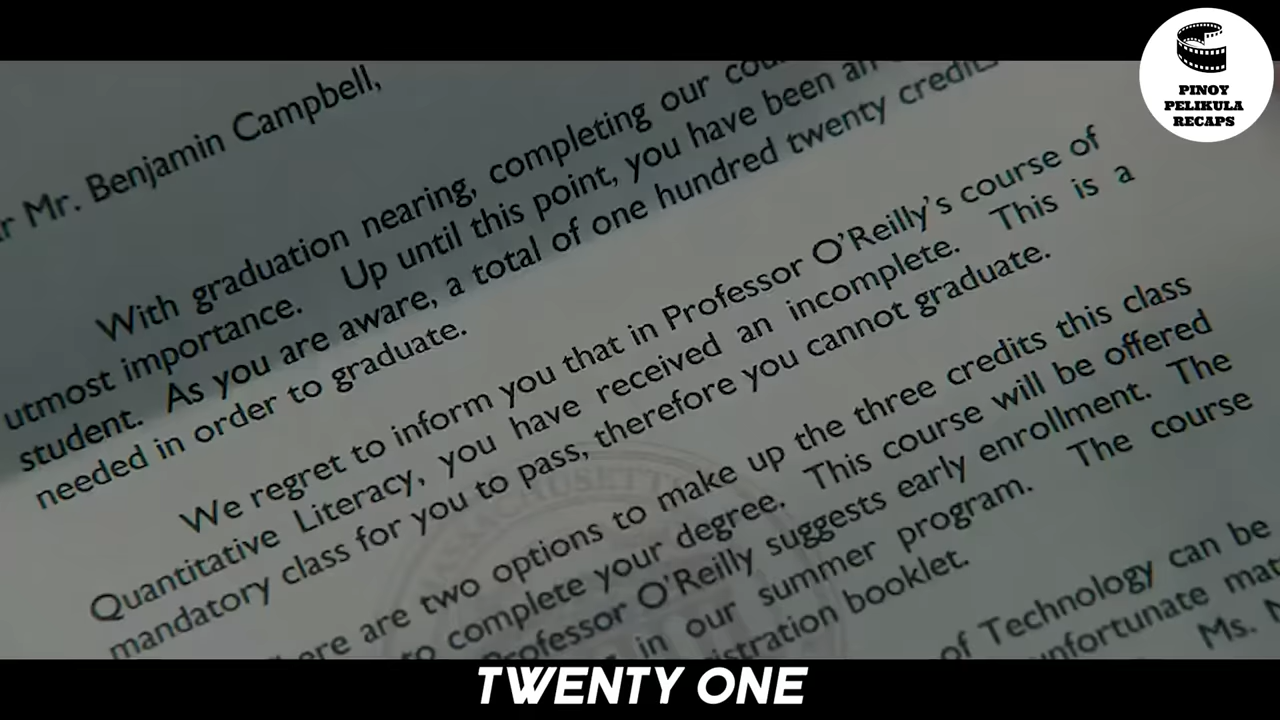 Mr. Benjamin Campbell,
With graduation nearing, completing our
utmost importance. Up until this point, you have been an
student. As you are aware, a total of one hundred twenty credits
needed in order to graduate.
We regret to inform you that in Professor O'Reilly's course of
Quantitative Literacy, you have received an incomplete. This is a
mandatory class for you to pass, therefore you cannot graduate.
are two options to make up the three credits this class
to complete your degree. This course will be offered
Professor O'Reilly suggests early enrollment. The
in our summer program. The course
booklet.
of Technology can be
Ms.
MASSACHUSETTS
PINOY
PELIKULA
RECAPS
TWENTY ONE